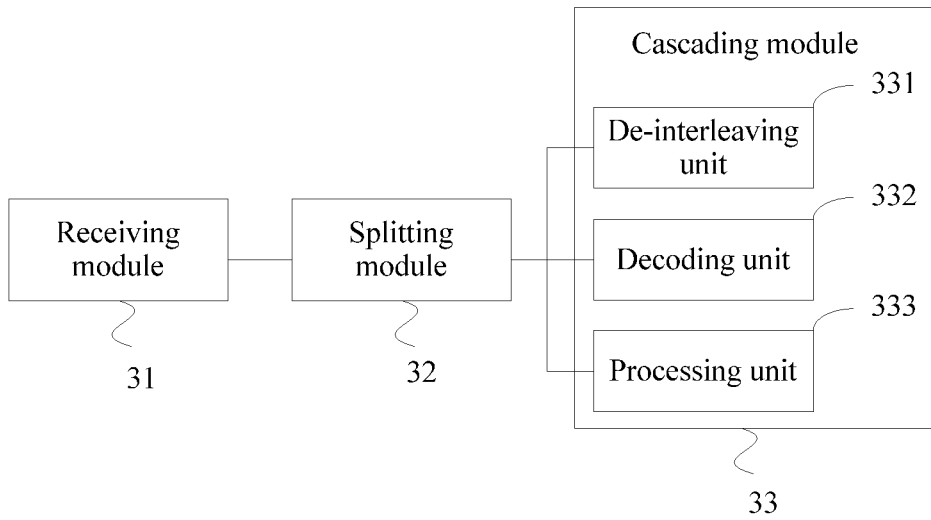 Cascading module
331
De-interleaving
unit
332
Receiving
module
Splitting
module
Decoding unit
333
Processing unit
31
32
33